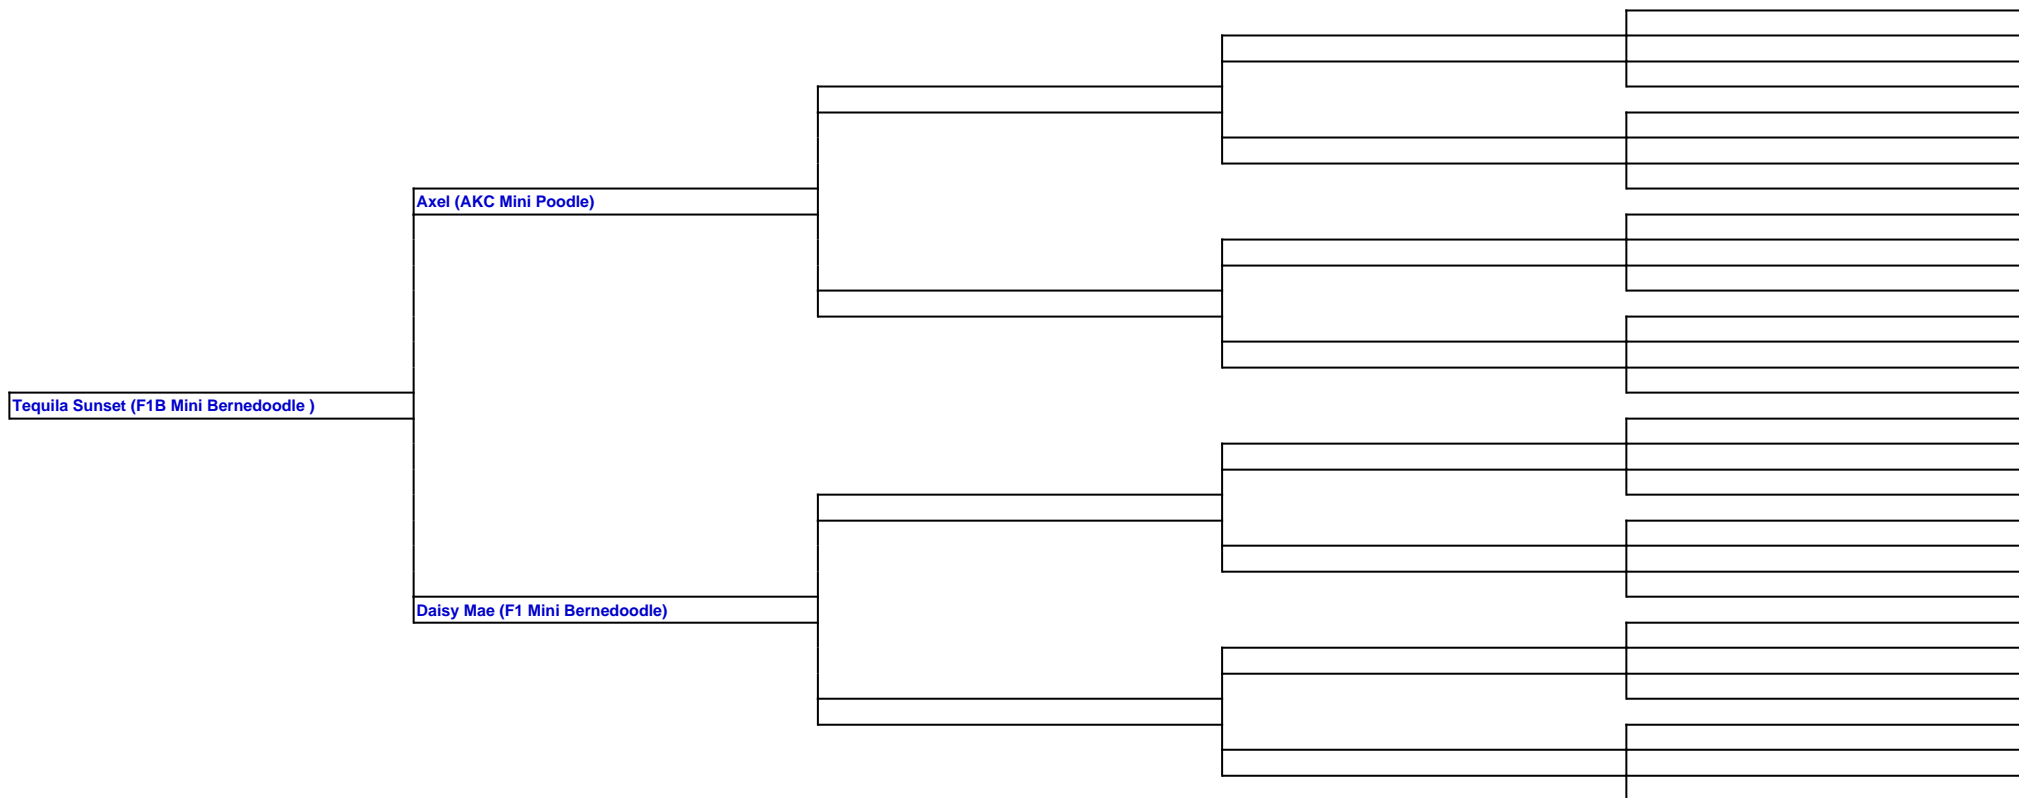 Axel (AKC Mini Poodle)
Tequila Sunset (F1B Mini Bernedoodle )
Daisy Mae (F1 Mini Bernedoodle)